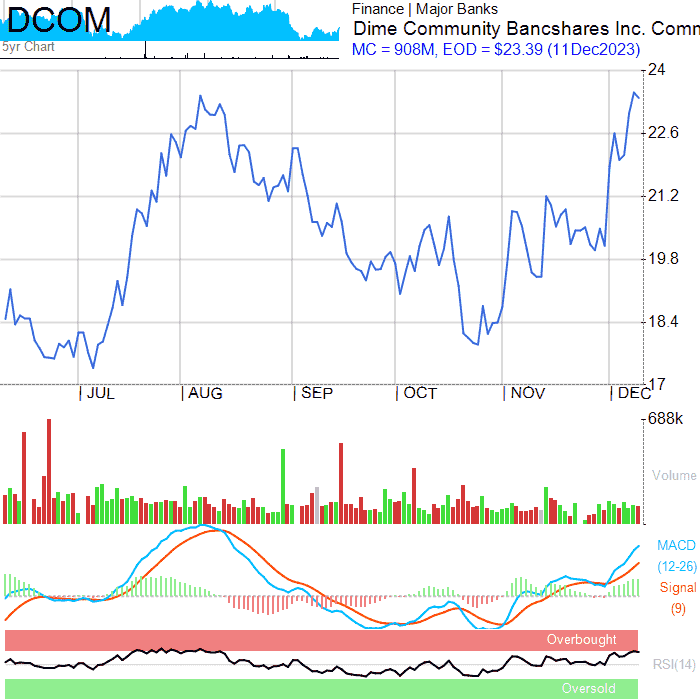 DCOM
5yr Chart
Finance | Major Banks
Dime Community Bancshares Inc. Comm
MC = 908M, EOD = $23.39 (11Dec2023)
24
22.6
21.2
19.8
18.4
17
JUL AUG SEP OCT NOV DEC
688k
Volume
MACD
(12-26)
Signal
(9)
Overbought
RSI(14)
Oversold